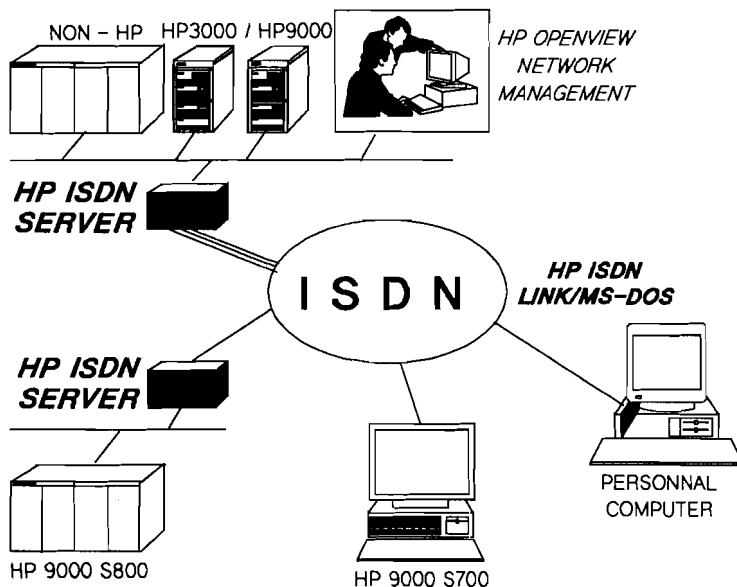 NON - HP
HP3000 / HP9000
HP OPENVIEW
NETWORK
MANAGEMENT
HP ISDN
SERVER
ISDN
HP ISDN
LINK/MS-DOS
HP ISDN
SERVER
PERSONNAL
COMPUTER
HP 9000 S800
HP 9000 S700